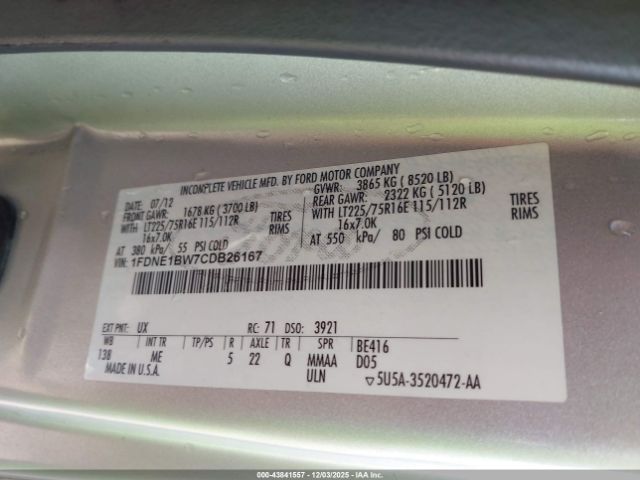 INCOMPLETE VEHICLE MFD. BY FORD MOTOR COMPANY
DATE: 07/12 GVWR: 3865 KG ( 8520 LB)
FRONT GAWR: 1678 KG (3700 LB) REAR GAWR: 2322 KG ( 5120 LB)
WITH LT225/75R16E 115/112R TIRES WITH LT225/75R16E 115/112R TIRES
16x7.0K RIMS 16x7.0K RIMS
AT 380 kPa/ 55 PSI COLD AT 550 kPa/ 80 PSI COLD
VIN: 1FDNE1BW7CDB26167
EXT PNT: UX RC: 71 DSO: 3921
WB INT TR TP/PS R AXLE TR SPR BE416
138 ME 5 22 Q MMAA D05
MADE IN U.S.A. ULN ▽5U5A-3520472-AA
000-43841557 - 12/03/2025 - IAA, Inc.